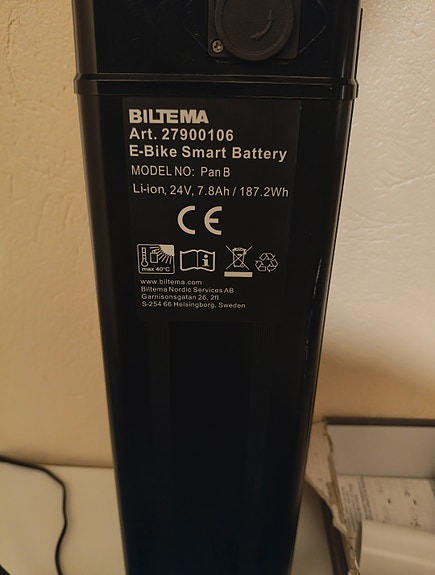 BILTEMA
Art. 27900106
E-Bike Smart Battery
MODEL NO: Pan B
Li-ion, 24V, 7.8Ah / 187.2Wh
CE
max 40°C
www.biltema.com
Biltema Nordic Services AB
Garnisonsgatan 26, 2fl
S-254 66 Helsingborg, Sweden